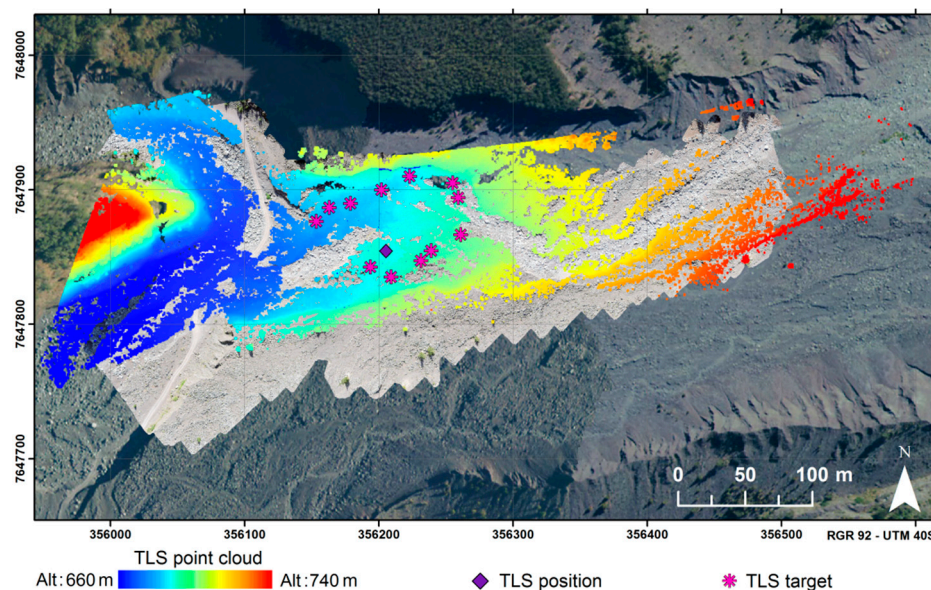 7648000
7647900
7647800
7647700
N
0 50 100 m
356000 356100 356200 356300 356400 356500 RGR 92 - UTM 40S
TLS point cloud
Alt: 660 m Alt: 740 m TLS position TLS target